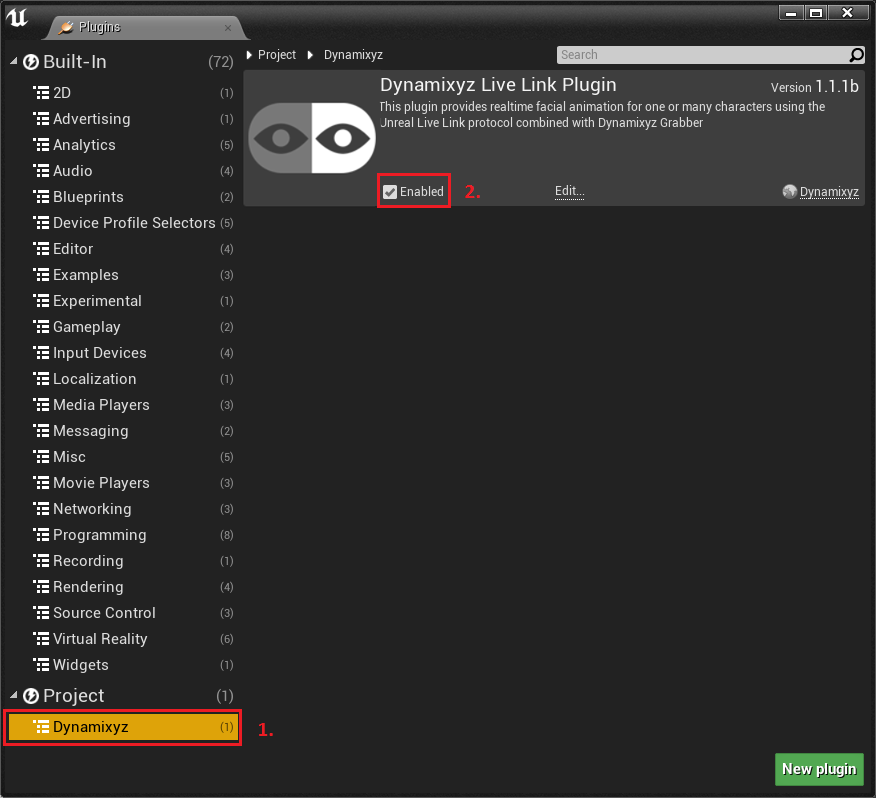 Plugins
Built-In (72)
2D (1)
Advertising (1)
Analytics (5)
Audio (4)
Blueprints (2)
Device Profile Selectors (5)
Editor (4)
Examples (3)
Experimental (1)
Gameplay (2)
Input Devices (4)
Localization (1)
Media Players (3)
Messaging (2)
Misc (5)
Movie Players (3)
Networking (3)
Programming (8)
Recording (1)
Rendering (4)
Source Control (3)
Virtual Reality (6)
Widgets (1)
Project (1)
Dynamixyz (1)
1.
Project Dynamixyz
Search
Dynamixyz Live Link Plugin
Version 1.1.1b
This plugin provides realtime facial animation for one or many characters using the
Unreal Live Link protocol combined with Dynamixyz Grabber
Enabled
2.
Edit...
Dynamixyz
New plugin